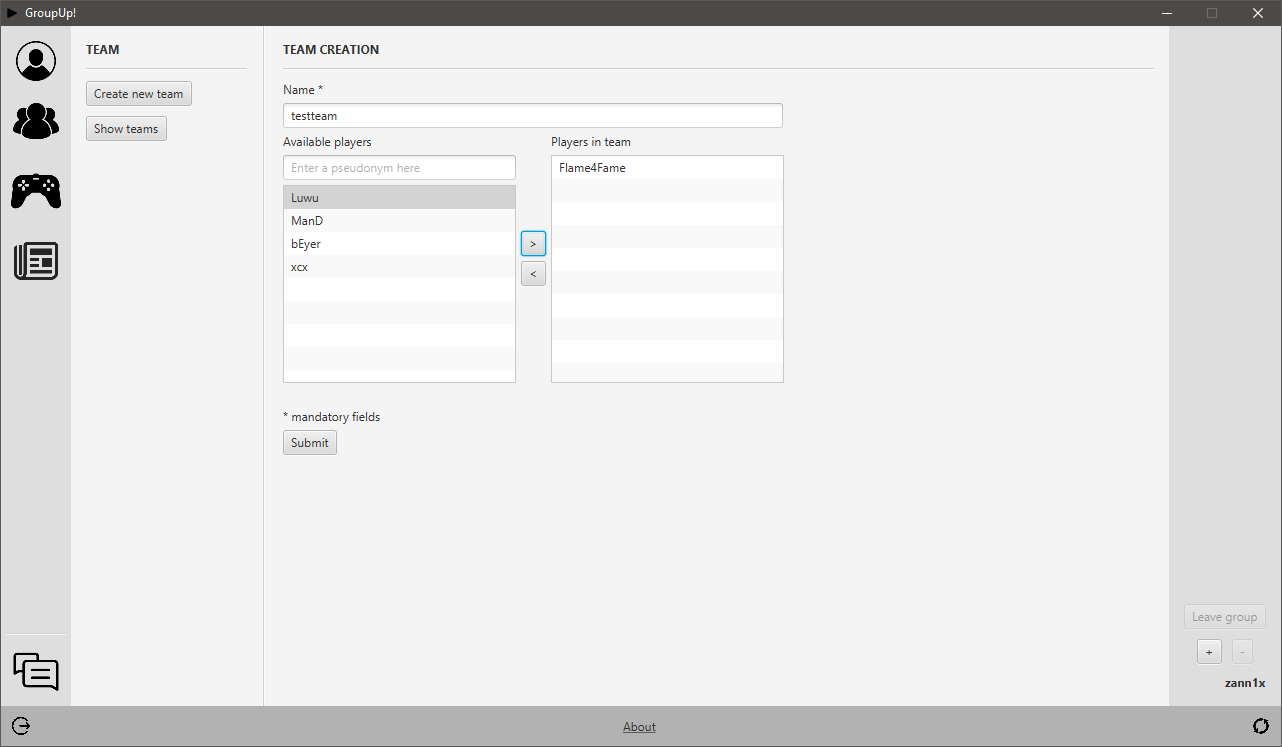 GroupUp!
TEAM
Create new team
Show teams
TEAM CREATION
Name *
testteam
Available players
Enter a pseudonym here
Luwu
ManD
bEyer
xcx
>
<
Players in team
Flame4Fame
* mandatory fields
Submit
Leave group
+ -
zann1x
About